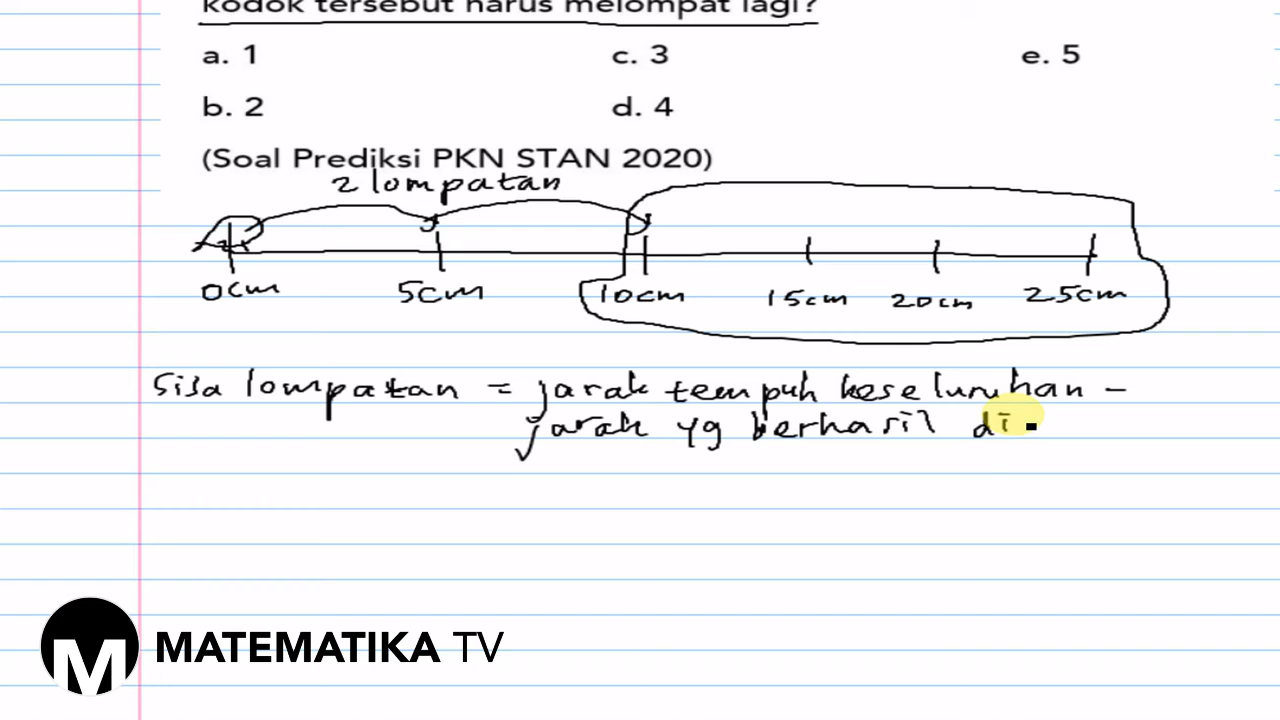 kodok tersebut harus melompat lagi?
a. 1 c. 3 e. 5
b. 2 d. 4
(Soal Prediksi PKN STAN 2020)
2 lompatan
0cm 5cm 10cm 15cm 20cm 25cm
Sisa lompatan = jarak tempuh keseluruhan -
jarak yg berhasil di
M MATEMATIKA TV